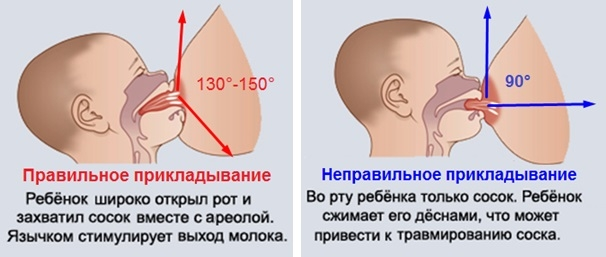 130°-150°
Правильное прикладывание
Ребёнок широко открыл рот и
захватил сосок вместе с ареолой.
Язычком стимулирует выход молока.
90°
Неправильное прикладывание
Во рту ребёнка только сосок. Ребёнок
сжимает его дёснами, что может
привести к травмированию соска.